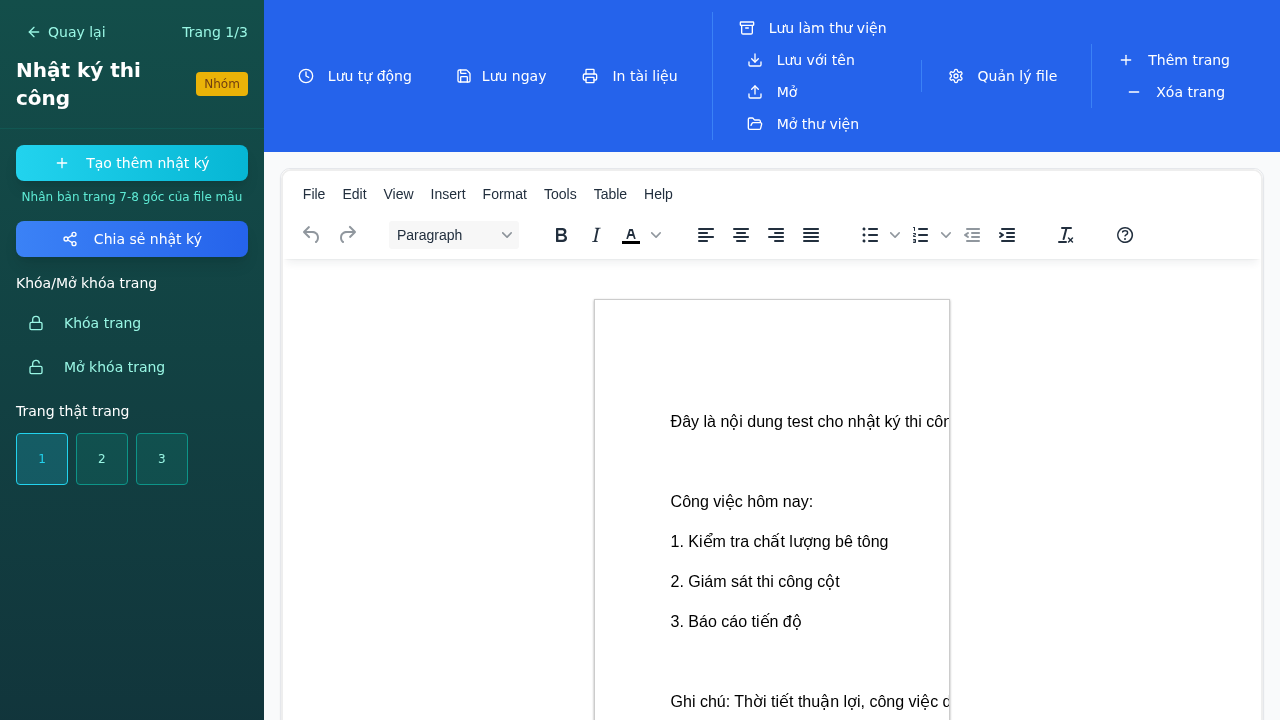 Quay lại
Trang 1/3
Nhật ký thi công
Nhóm
Tạo thêm nhật ký
Nhân bản trang 7-8 góc của file mẫu
Chia sẻ nhật ký
Khóa/Mở khóa trang
Khóa trang
Mở khóa trang
Trang thật trang
1 2 3
Lưu tự động
Lưu ngay
In tài liệu
Lưu làm thư viện
Lưu với tên
Mở
Mở thư viện
Quản lý file
Thêm trang
Xóa trang
File Edit View Insert Format Tools Table Help
Paragraph
Đây là nội dung test cho nhật ký thi côn
Công việc hôm nay:
1. Kiểm tra chất lượng bê tông
2. Giám sát thi công cột
3. Báo cáo tiến độ
Ghi chú: Thời tiết thuận lợi, công việc